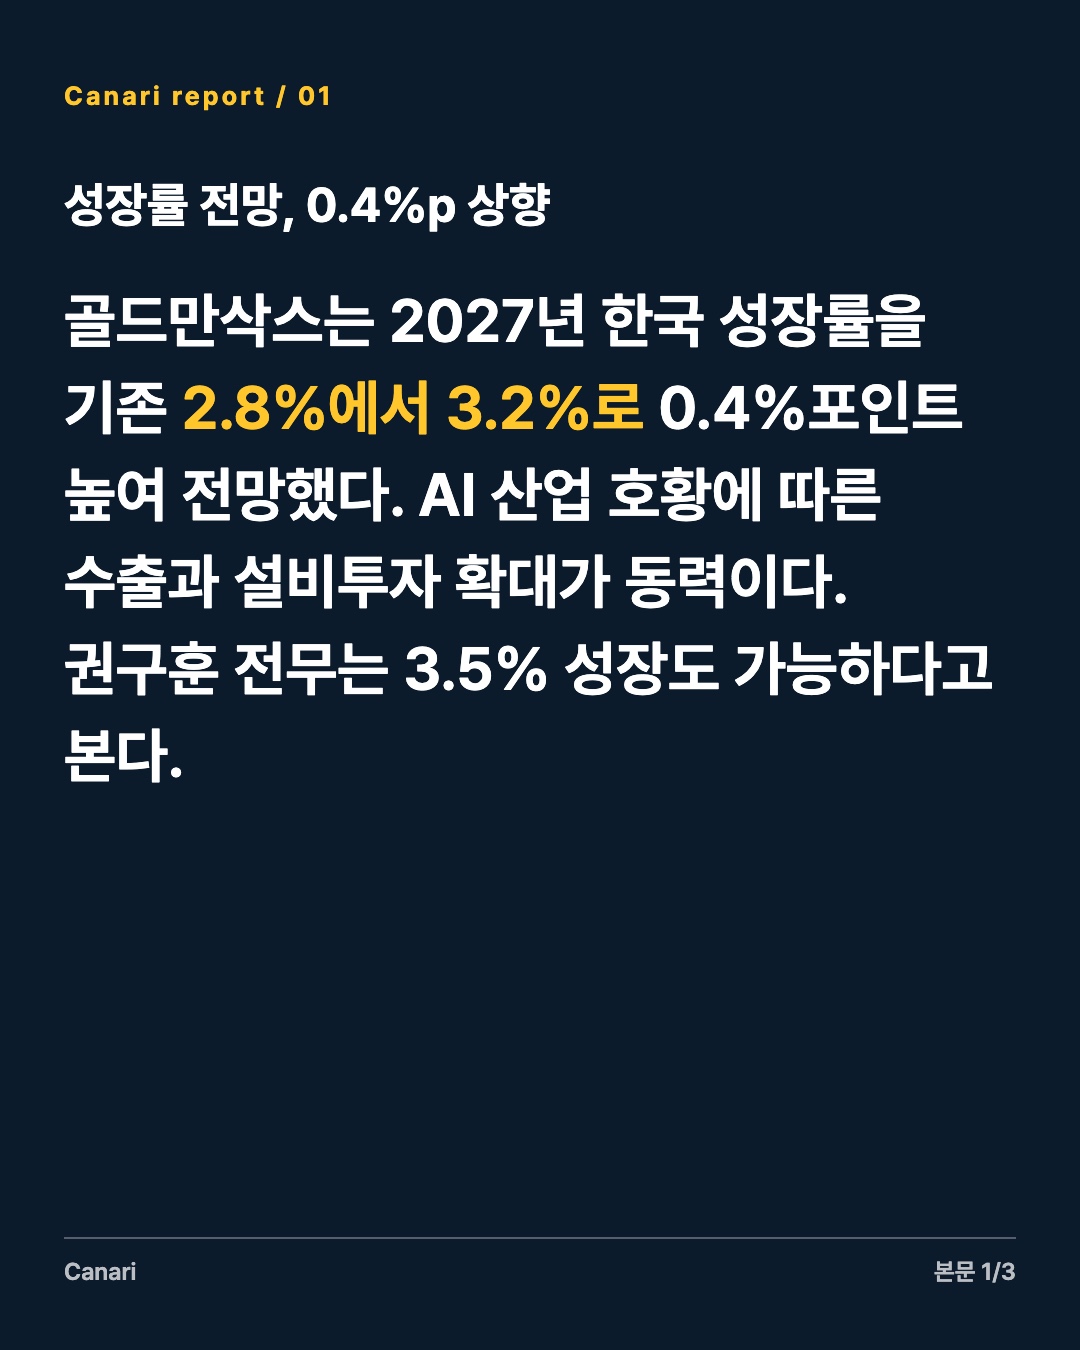 Canari report / 01
성장률 전망, 0.4%p 상향
골드만삭스는 2027년 한국 성장률을
기존 2.8%에서 3.2%로 0.4%포인트
높여 전망했다. AI 산업 호황에 따른
수출과 설비투자 확대가 동력이다.
권구훈 전무는 3.5% 성장도 가능하다고
본다.
Canari
본문 1/3